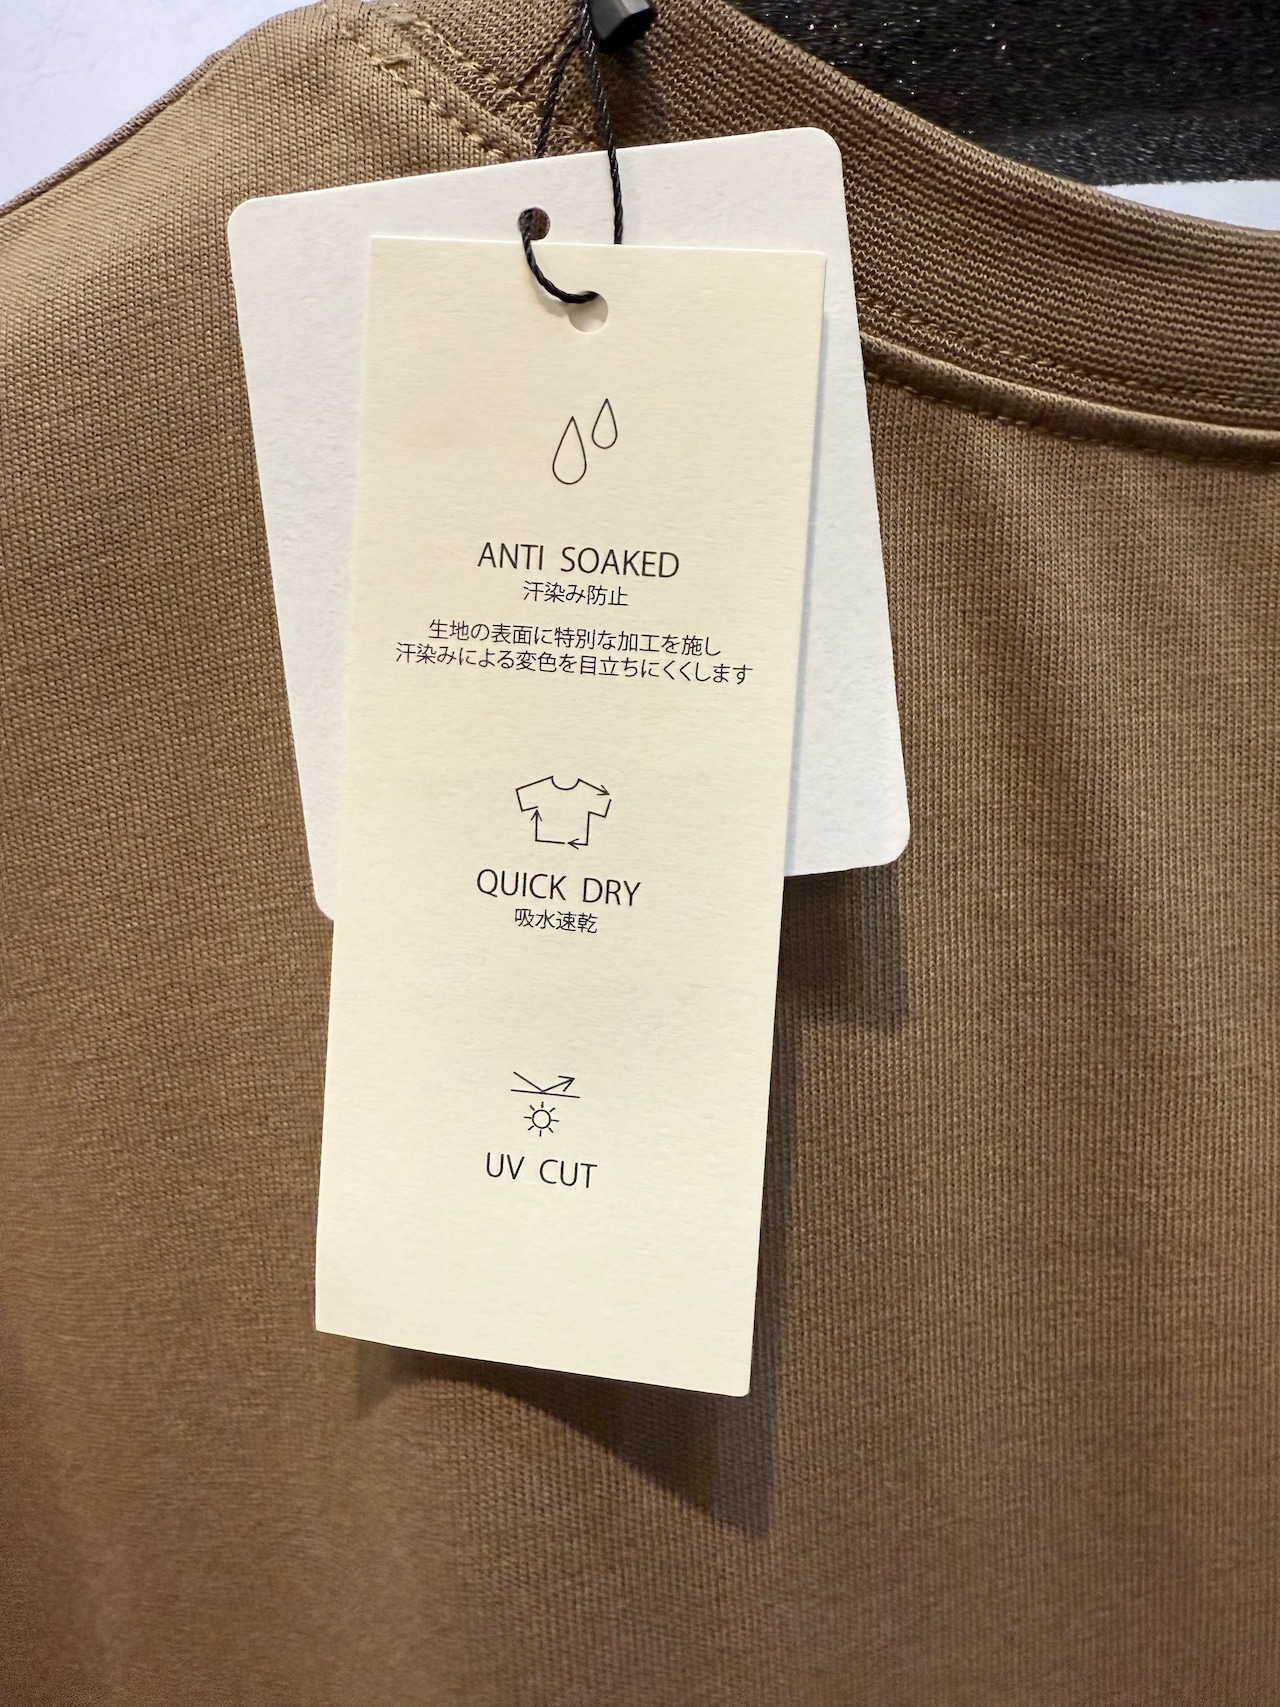 ANTI SOAKED
汗染み防止
生地の表面に特別な加工を施し
汗染みによる変色を目立ちにくくします
QUICK DRY
吸水速乾
UV CUT